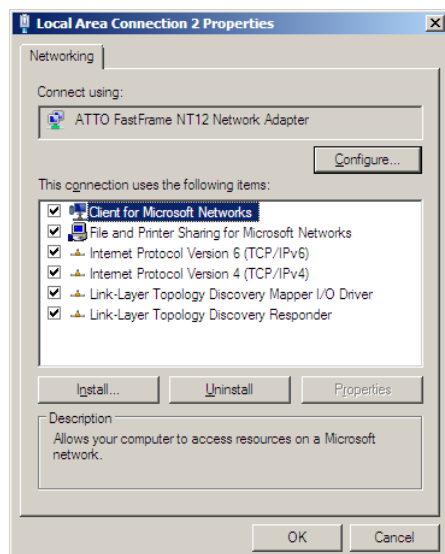 Local Area Connection 2 Properties
Networking
Connect using:
ATTO FastFrame NT12 Network Adapter
Configure...
This connection uses the following items:
Client for Microsoft Networks
File and Printer Sharing for Microsoft Networks
Internet Protocol Version 6 (TCP/IPv6)
Internet Protocol Version 4 (TCP/IPv4)
Link-Layer Topology Discovery Mapper I/O Driver
Link-Layer Topology Discovery Responder
Install... Uninstall Properties
Description
Allows your computer to access resources on a Microsoft
network.
OK Cancel